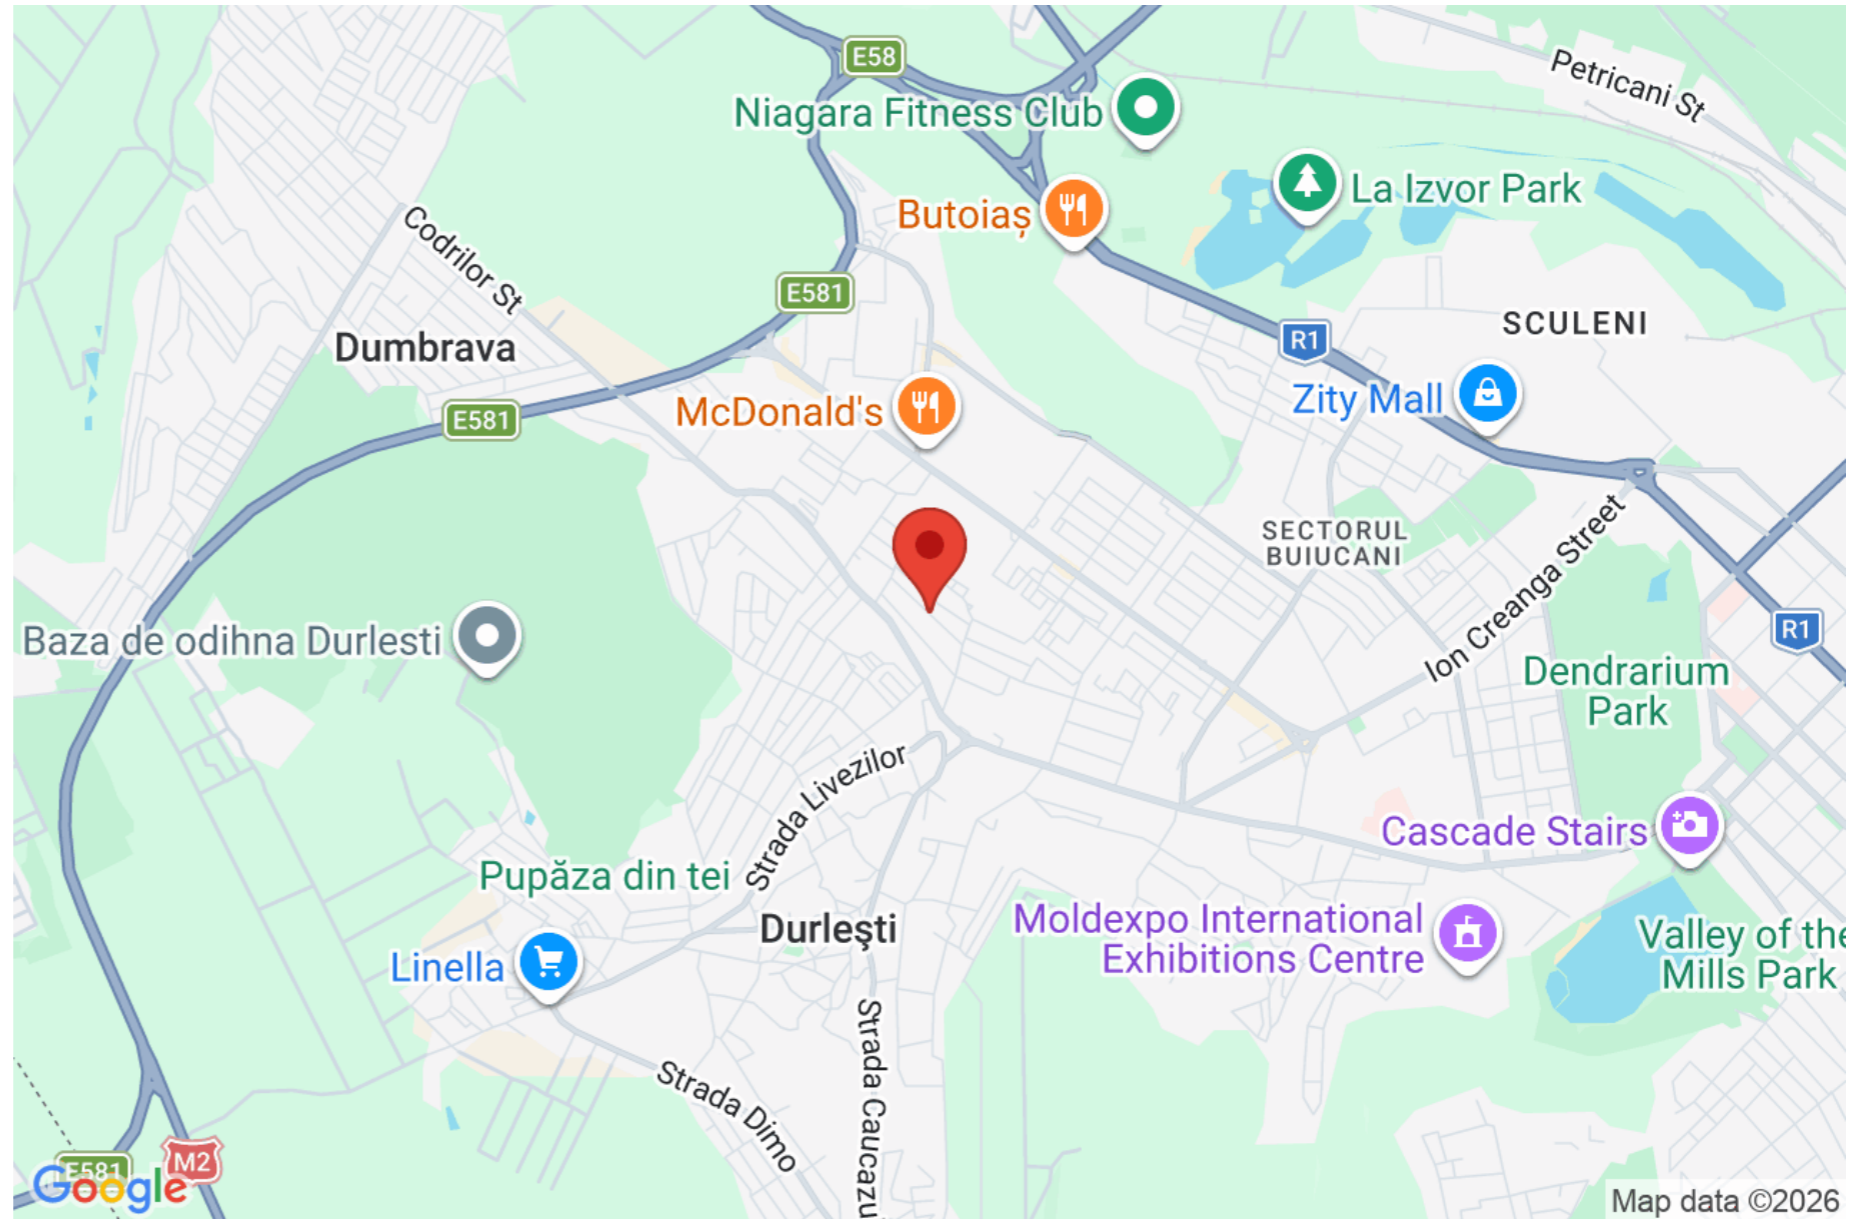 E58
Petricani St
Niagara Fitness Club
La Izvor Park
Butoiaș
Codrilor St
E581
SCULENI
R1
Dumbrava
Zity Mall
McDonald's
E581
SECTORUL
BUIUCANI
Ion Creanga Street
R1
Baza de odihna Durlesti
Dendrarium
Park
Strada Livezilor
Cascade Stairs
Pupăza din tei
Durleşti
Moldexpo International
Exhibitions Centre
Valley of the
Mills Park
Linella
Strada Caucazu
Strada Dimo
E581
M2
Google
Map data ©2026